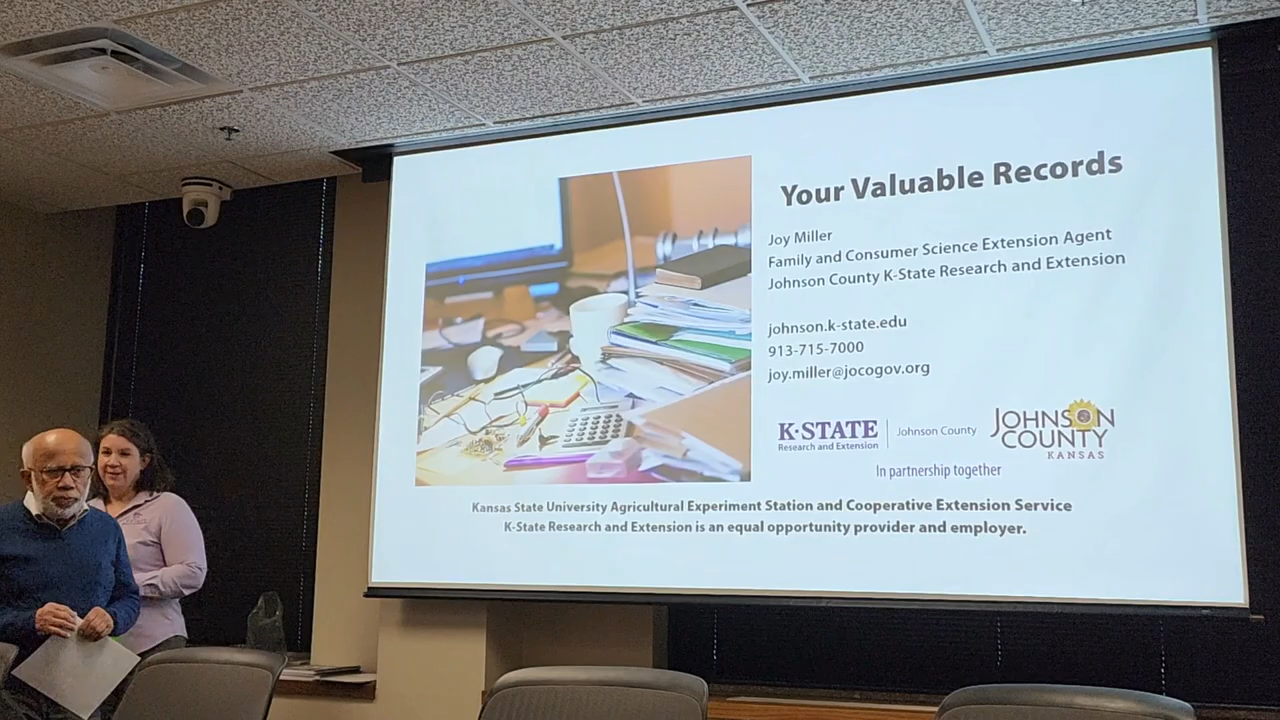 Your Valuable Records
Joy Miller
Family and Consumer Science Extension Agent
Johnson County K-State Research and Extension
johnson.k-state.edu
913-715-7000
joy.miller@jocogov.org
K-STATE
Research and Extension
Johnson County
JOHNSON
COUNTY
KANSAS
In partnership together
Kansas State University Agricultural Experiment Station and Cooperative Extension Service
K-State Research and Extension is an equal opportunity provider and employer.